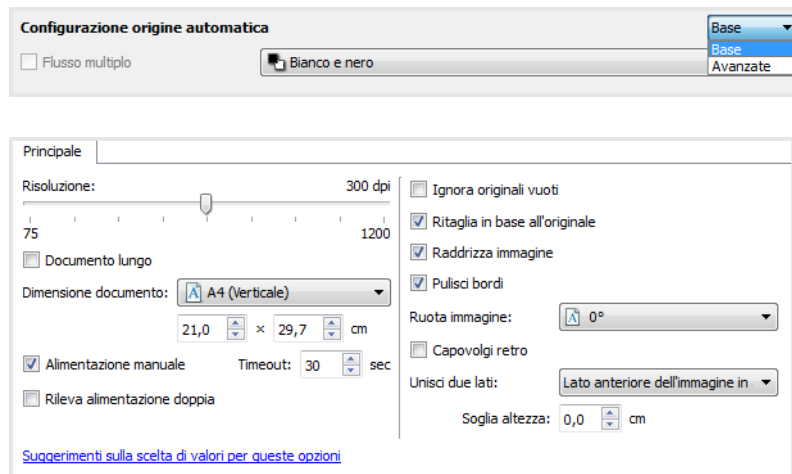 Configurazione origine automatica
Base
Base
Avanzate
Flusso multiplo
Bianco e nero
Principale
Risoluzione:
300 dpi
75
1200
Documento lungo
Dimensione documento:
A4 (Verticale)
21,0 × 29,7 cm
Alimentazione manuale
Timeout: 30 sec
Rileva alimentazione doppia
Ignora originali vuoti
Ritaglia in base all'originale
Raddrizza immagine
Pulisci bordi
Ruota immagine:
0°
Capovolgi retro
Unisci due lati:
Lato anteriore dell'immagine in
Soglia altezza: 0,0 cm
Suggerimenti sulla scelta di valori per queste opzioni